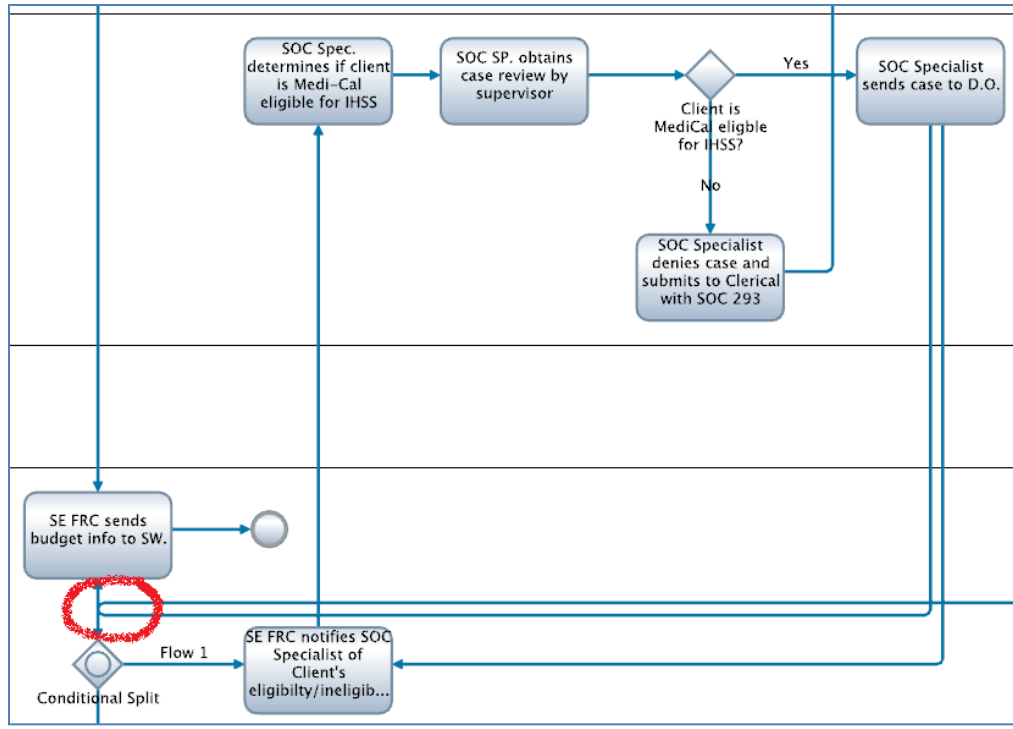 SOC Spec.
determines if client
is Medi-Cal
eligible for IHSS
SOC SP. obtains
case review by
supervisor
Yes
SOC Specialist
sends case to D.O.
Client is
MediCal eligble
for IHSS?
No
SOC Specialist
denies case and
submits to Clerical
with SOC 293
SE FRC sends
budget info to SW.
Flow 1
SE FRC notifies SOC
Specialist of
Client's
eligibilty/ineligib...
Conditional Split